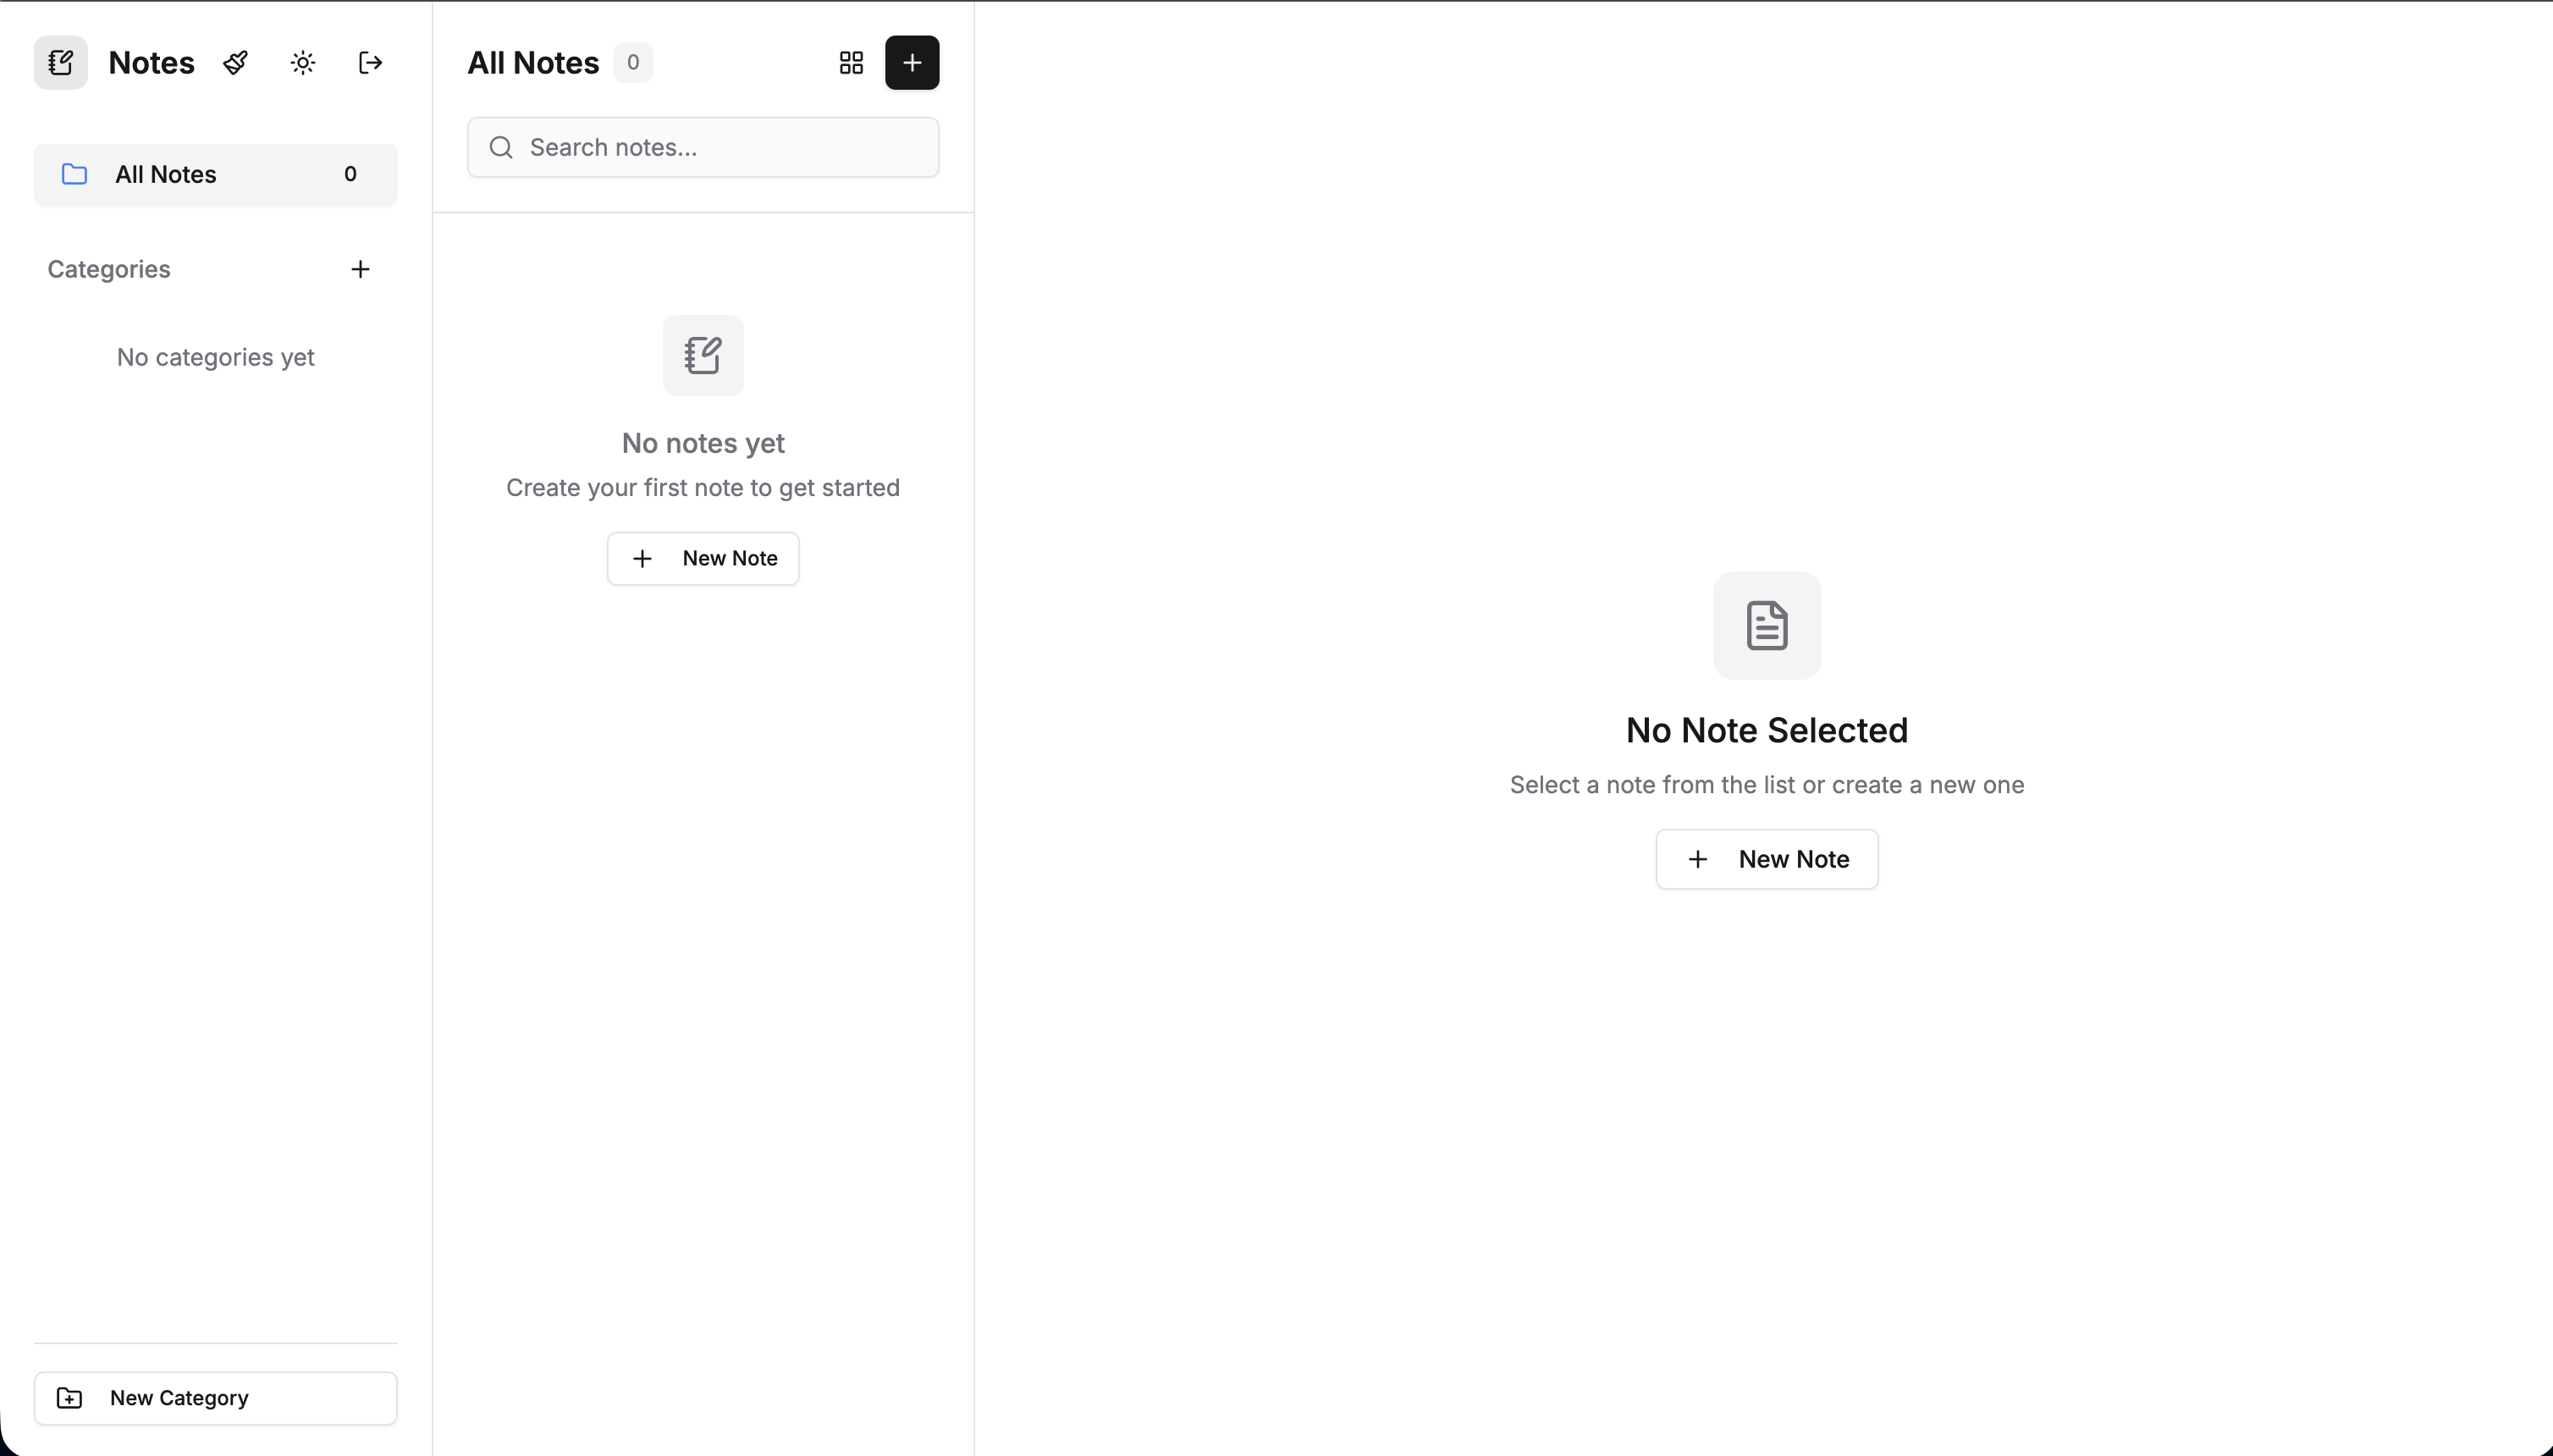 Notes
All Notes 0
Categories
No categories yet
New Category
All Notes 0
Search notes...
No notes yet
Create your first note to get started
New Note
No Note Selected
Select a note from the list or create a new one
New Note